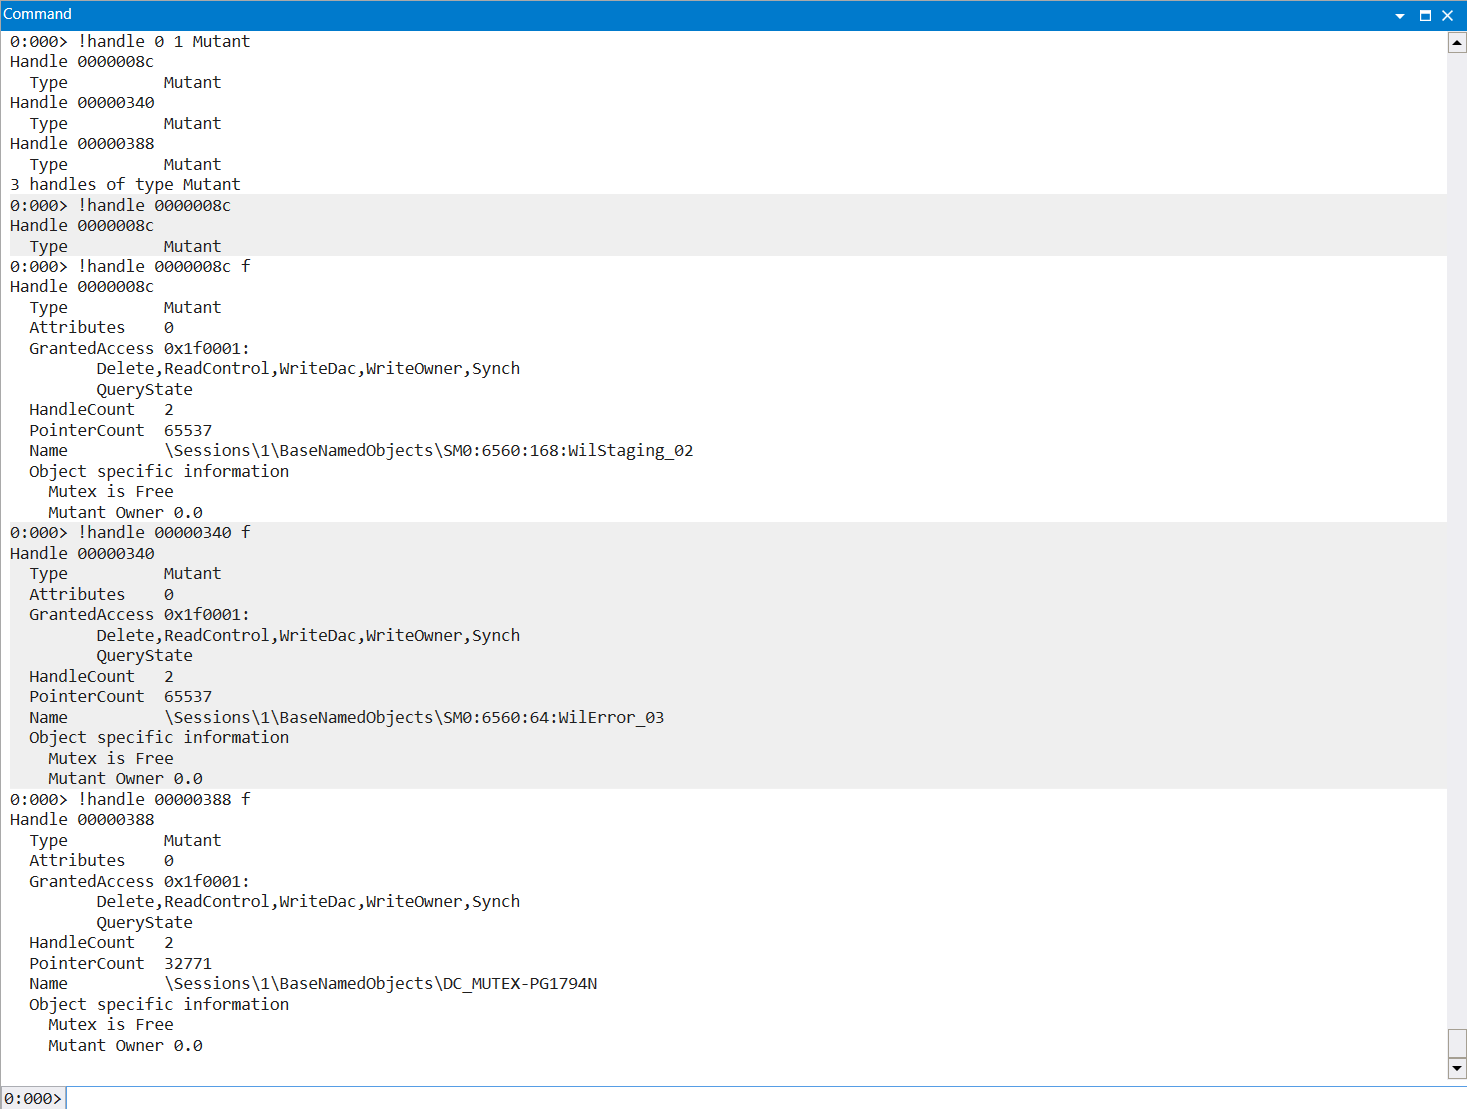 Command
0:000> !handle 0 1 Mutant
Handle 0000008c
  Type          Mutant
Handle 00000340
  Type          Mutant
Handle 00000388
  Type          Mutant
3 handles of type Mutant
0:000> !handle 0000008c
Handle 0000008c
  Type          Mutant
0:000> !handle 0000008c f
Handle 0000008c
  Type          Mutant
  Attributes    0
  GrantedAccess 0x1f0001:
         Delete,ReadControl,WriteDac,WriteOwner,Synch
         QueryState
  HandleCount   2
  PointerCount  65537
  Name          \Sessions\1\BaseNamedObjects\SM0:6560:168:WilStaging_02
  Object specific information
    Mutex is Free
    Mutant Owner 0.0
0:000> !handle 00000340 f
Handle 00000340
  Type          Mutant
  Attributes    0
  GrantedAccess 0x1f0001:
         Delete,ReadControl,WriteDac,WriteOwner,Synch
         QueryState
  HandleCount   2
  PointerCount  65537
  Name          \Sessions\1\BaseNamedObjects\SM0:6560:64:WilError_03
  Object specific information
    Mutex is Free
    Mutant Owner 0.0
0:000> !handle 00000388 f
Handle 00000388
  Type          Mutant
  Attributes    0
  GrantedAccess 0x1f0001:
         Delete,ReadControl,WriteDac,WriteOwner,Synch
         QueryState
  HandleCount   2
  PointerCount  32771
  Name          \Sessions\1\BaseNamedObjects\DC_MUTEX-PG1794N
  Object specific information
    Mutex is Free
    Mutant Owner 0.0
0:000>